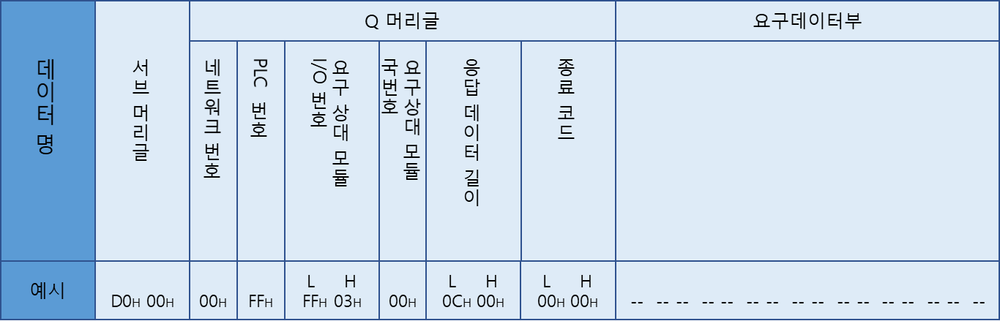 데이터 명
서브 머리글
Q 머리글
네트워크 번호
PLC 번호
요구 상대 모듈
I/O 번호
요구상대 모듈
국번호
응답 데이터 길이
종료 코드
요구데이터부
예시
D0H 00H
00H
FFH
L H
FFH 03H
00H
L H
0CH 00H
L H
00H 00H
-- -- -- -- -- -- -- -- -- -- -- -- -- -- --